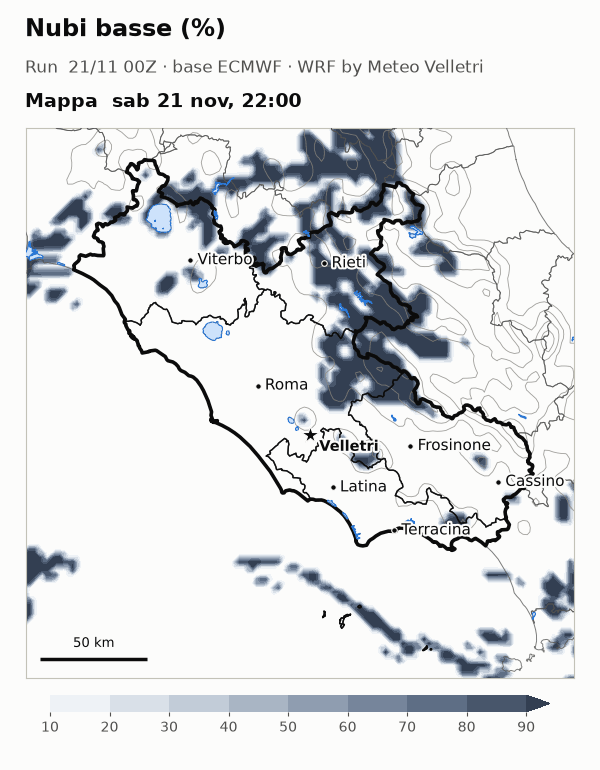 Nubi basse (%)
Run 21/11 00Z · base ECMWF · WRF by Meteo Velletri
Mappa sab 21 nov, 22:00
Viterbo
Rieti
Roma
Velletri
Frosinone
Latina
Cassino
Terracina
50 km
10 20 30 40 50 60 70 80 90